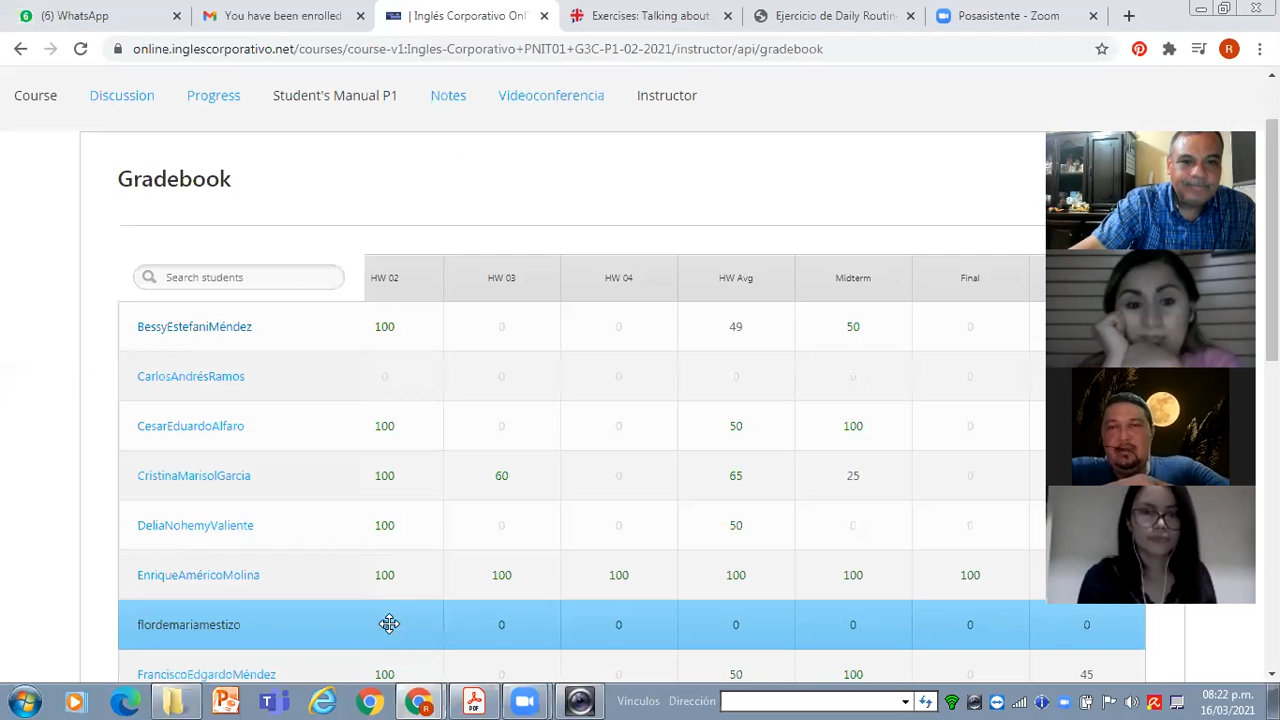 6 WhatsApp × M You have been enrolled × | Inglés Corporativo Onl × Exercises: Talking about × Ejercicio de Daily Routin × Posasistente - Zoom × +
online.inglescorporativo.net/courses/course-v1:Ingles-Corporativo+PNIT01+G3C-P1-02-2021/instructor/api/gradebook R
Course Discussion Progress Student's Manual P1 Notes Videoconferencia Instructor
Gradebook
Search students HW 02 HW 03 HW 04 HW Avg Midterm Final
BessyEstefaniMéndez 100 0 0 49 50 0
CarlosAndrésRamos 0 0 0 0 0 0
CesarEduardoAlfaro 100 0 0 50 100 0
CristinaMarisolGarcia 100 60 0 65 25 0
DeliaNohemyValiente 100 0 0 50 0 0
EnriqueAméricoMolina 100 100 100 100 100 100
flordemariamestizo 0 0 0 0 0 0
FranciscoEdgardoMéndez 100 0 0 50 100 0 45
Vínculos Dirección 08:22 p.m.
16/03/2021